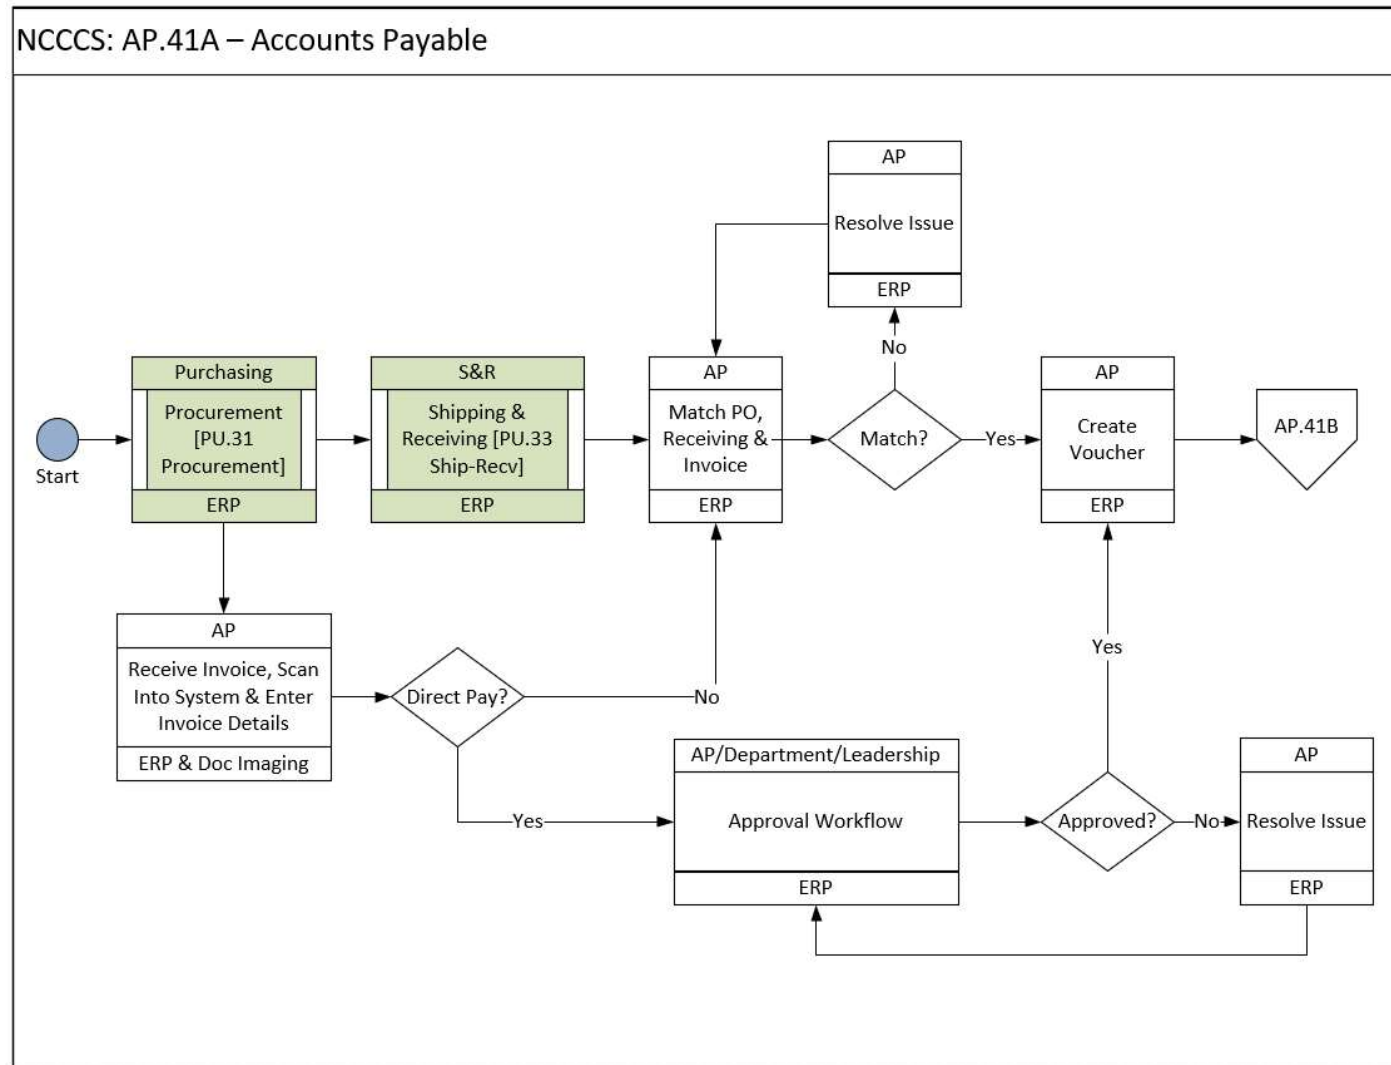 NCCCS: AP.41A – Accounts Payable
AP
Resolve Issue
ERP
No
Purchasing
Procurement
[PU.31
Procurement]
ERP
S&R
Shipping &
Receiving [PU.33
Ship-Recv]
ERP
AP
Match PO,
Receiving &
Invoice
ERP
Match?
Yes
AP
Create
Voucher
ERP
AP.41B
Start
AP
Receive Invoice, Scan
Into System & Enter
Invoice Details
ERP & Doc Imaging
Direct Pay?
No
Yes
AP/Department/Leadership
Approval Workflow
ERP
Yes
Approved?
No
AP
Resolve Issue
ERP